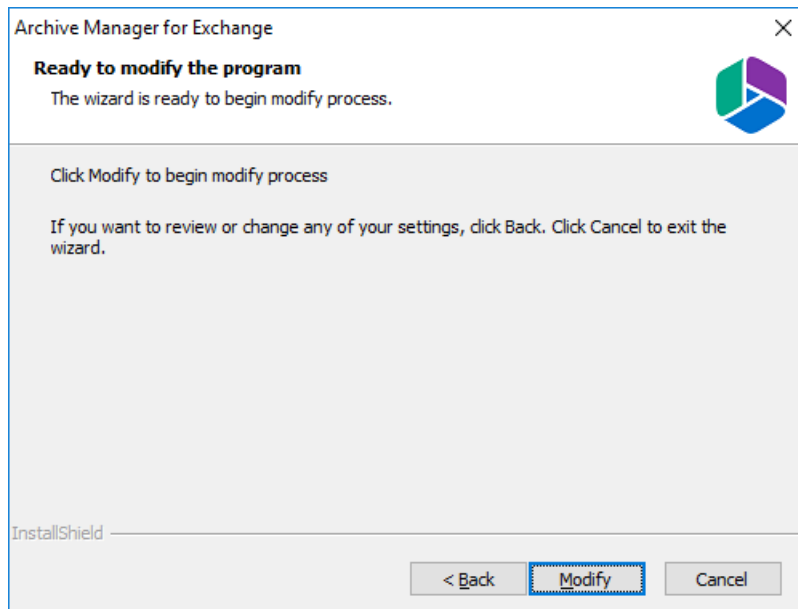 Archive Manager for Exchange
Ready to modify the program
The wizard is ready to begin modify process.
Click Modify to begin modify process
If you want to review or change any of your settings, click Back. Click Cancel to exit the
wizard.
InstallShield
< Back
Modify
Cancel